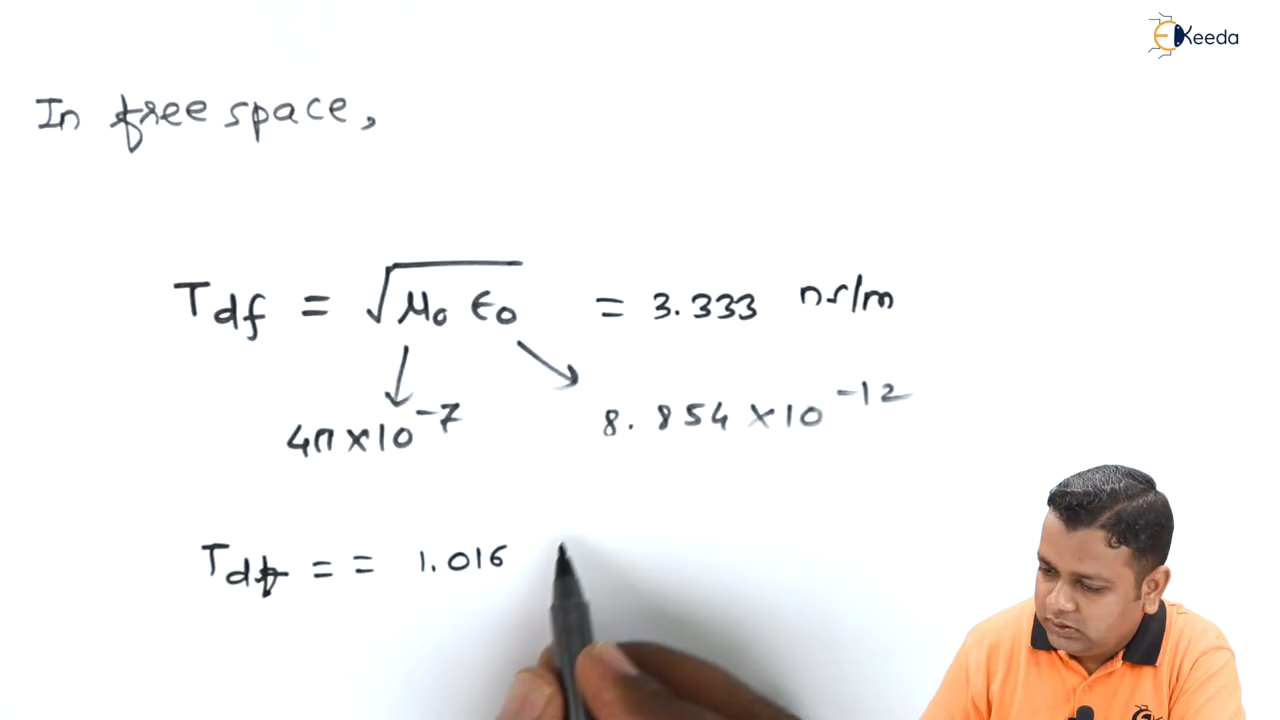 EKeeda
In free space,
Tdf = √μ₀ ε₀ = 3.333 ns/m
4π×10⁻⁷ 8.854 ×10⁻¹²
Tdf = = 1.016